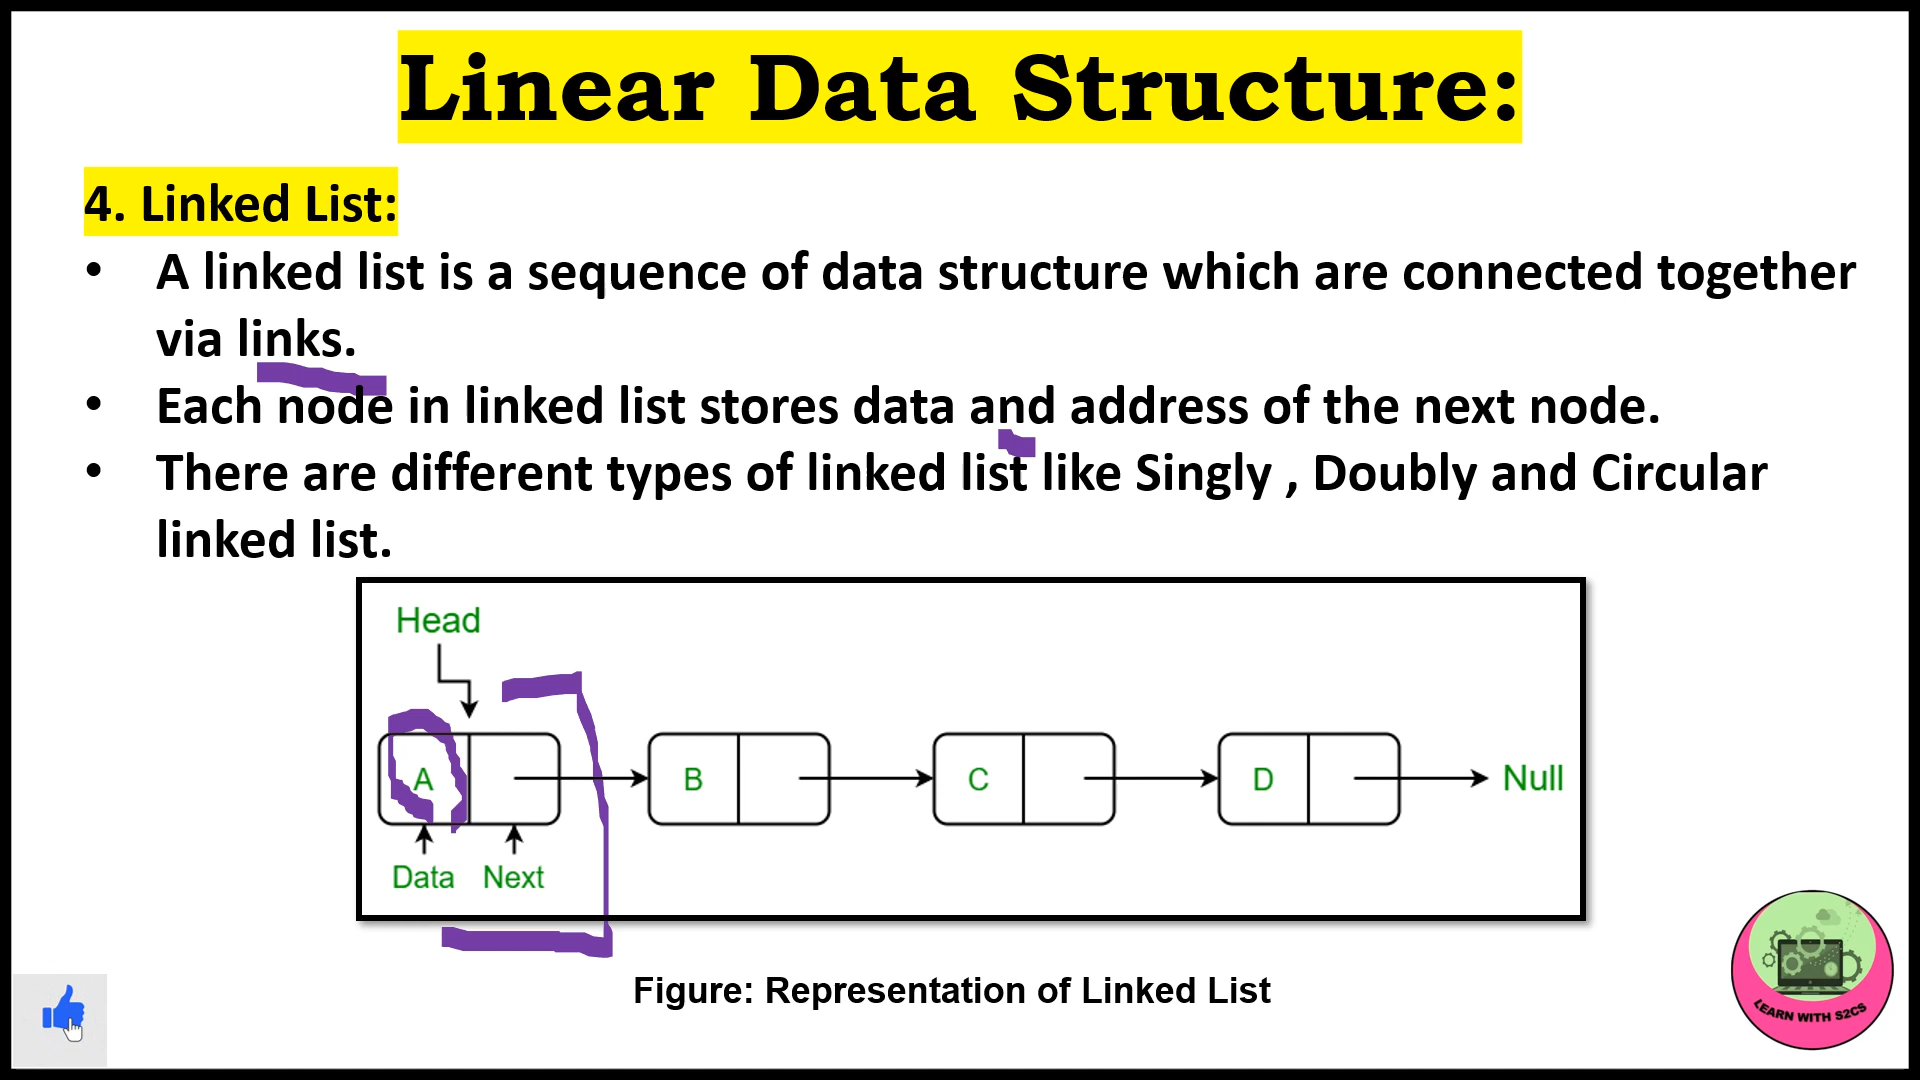 Linear Data Structure:
4. Linked List:
• A linked list is a sequence of data structure which are connected together
via links.
• Each node in linked list stores data and address of the next node.
• There are different types of linked list like Singly , Doubly and Circular
linked list.
Head
A B C D Null
Data Next
Figure: Representation of Linked List
LEARN WITH S2CS